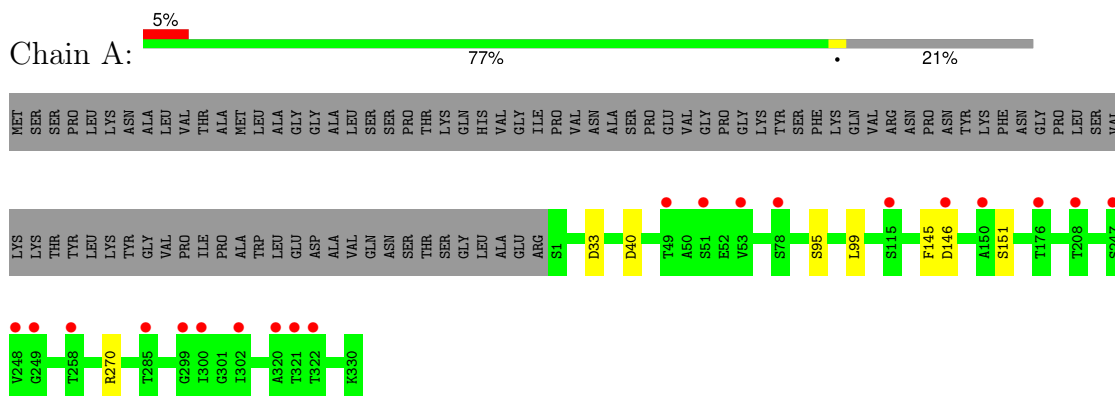 5%
Chain A:
77% • 21%
MET SER SER PRO LEU LYS ASN ALA LEU VAL THR ALA MET LEU ALA GLY GLY ALA LEU SER SER PRO THR LYS GLN HIS VAL GLY ILE PRO VAL ASN ALA SER PRO GLU VAL GLY PRO GLY LYS TYR SER PHE LYS GLN VAL ARG ASN PRO ASN TYR LYS PHE ASN GLY PRO LEU SER VAL
LYS LYS THR TYR LEU LYS TYR GLY VAL PRO ILE PRO ALA TRP LEU GLU ASP ALA VAL GLN ASN SER THR SER GLY LEU ALA GLU ARG S1 D33 D40 T49 A50 S51 E52 V53 S78 S95 L99 S115 F145 D146 A150 S151 T176 T208 S247
V248 G249 T258 R270 T285 G299 I300 G301 I302 A320 T321 T322 K330